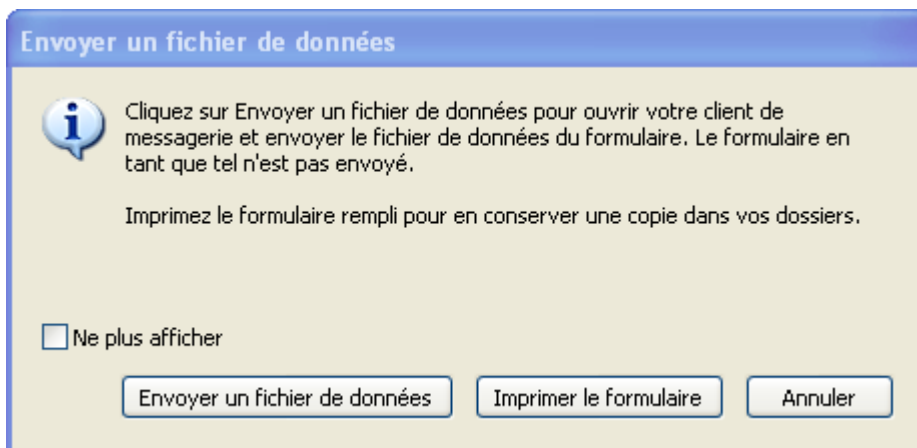 Envoyer un fichier de données
Cliquez sur Envoyer un fichier de données pour ouvrir votre client de
messagerie et envoyer le fichier de données du formulaire. Le formulaire en
tant que tel n'est pas envoyé.
Imprimez le formulaire rempli pour en conserver une copie dans vos dossiers.
Ne plus afficher
Envoyer un fichier de données Imprimer le formulaire Annuler